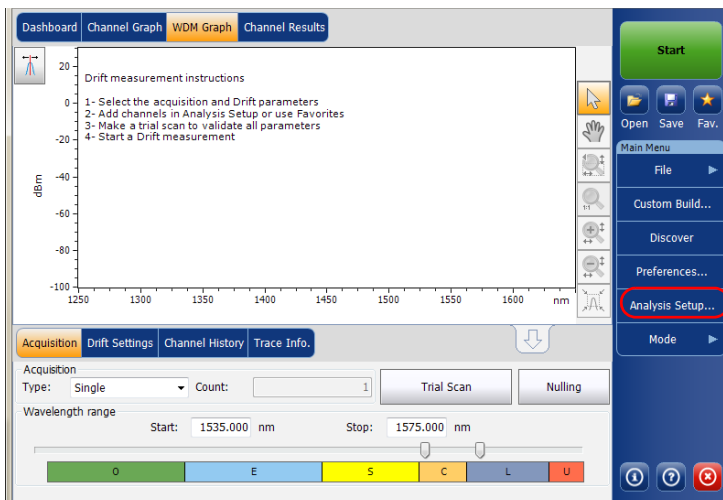 Dashboard Channel Graph WDM Graph Channel Results
Start
20
Drift measurement instructions
0
1- Select the acquisition and Drift parameters
2- Add channels in Analysis Setup or use Favorites
3- Make a trial scan to validate all parameters
4- Start a Drift measurement
-20
-40
-60
-80
-100
dBm
1250 1300 1350 1400 1450 1500 1550 1600 nm
1:1
Open Save Fav.
Main Menu
File
Custom Build...
Discover
Preferences...
Analysis Setup...
Mode
Acquisition Drift Settings Channel History Trace Info.
Acquisition
Type: Single Count: 1 Trial Scan Nulling
Wavelength range
Start: 1535.000 nm Stop: 1575.000 nm
O E S C L U